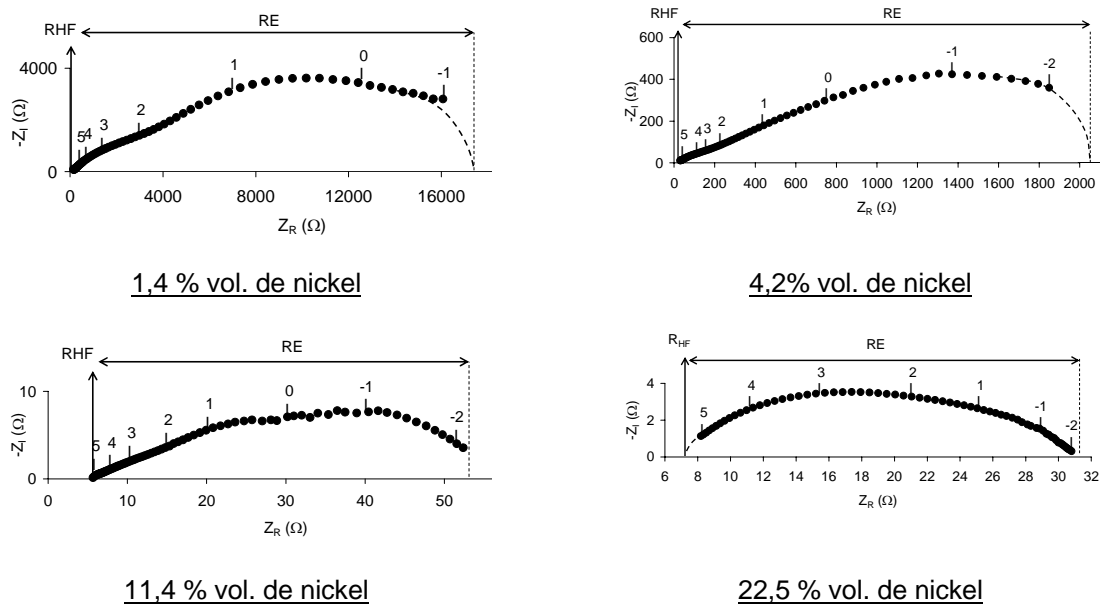 RHF RE
4000
0
-Z_I (Ω)
5 4 3 2 1 0 -1
0 4000 8000 12000 16000
Z_R (Ω)
1,4 % vol. de nickel
RHF RE
600
400
200
0
-Z_I (Ω)
5 4 3 2 1 0 -1 -2
0 200 400 600 800 1000 1200 1400 1600 1800 2000
Z_R (Ω)
4,2% vol. de nickel
RHF RE
10
0
-Z_I (Ω)
5 4 3 2 1 0 -1 -2
0 10 20 30 40 50
Z_R (Ω)
11,4 % vol. de nickel
R_HF RE
4
2
0
-Z_I (Ω)
5 4 3 2 1 -1 -2
6 8 10 12 14 16 18 20 22 24 26 28 30 32
Z_R (Ω)
22,5 % vol. de nickel